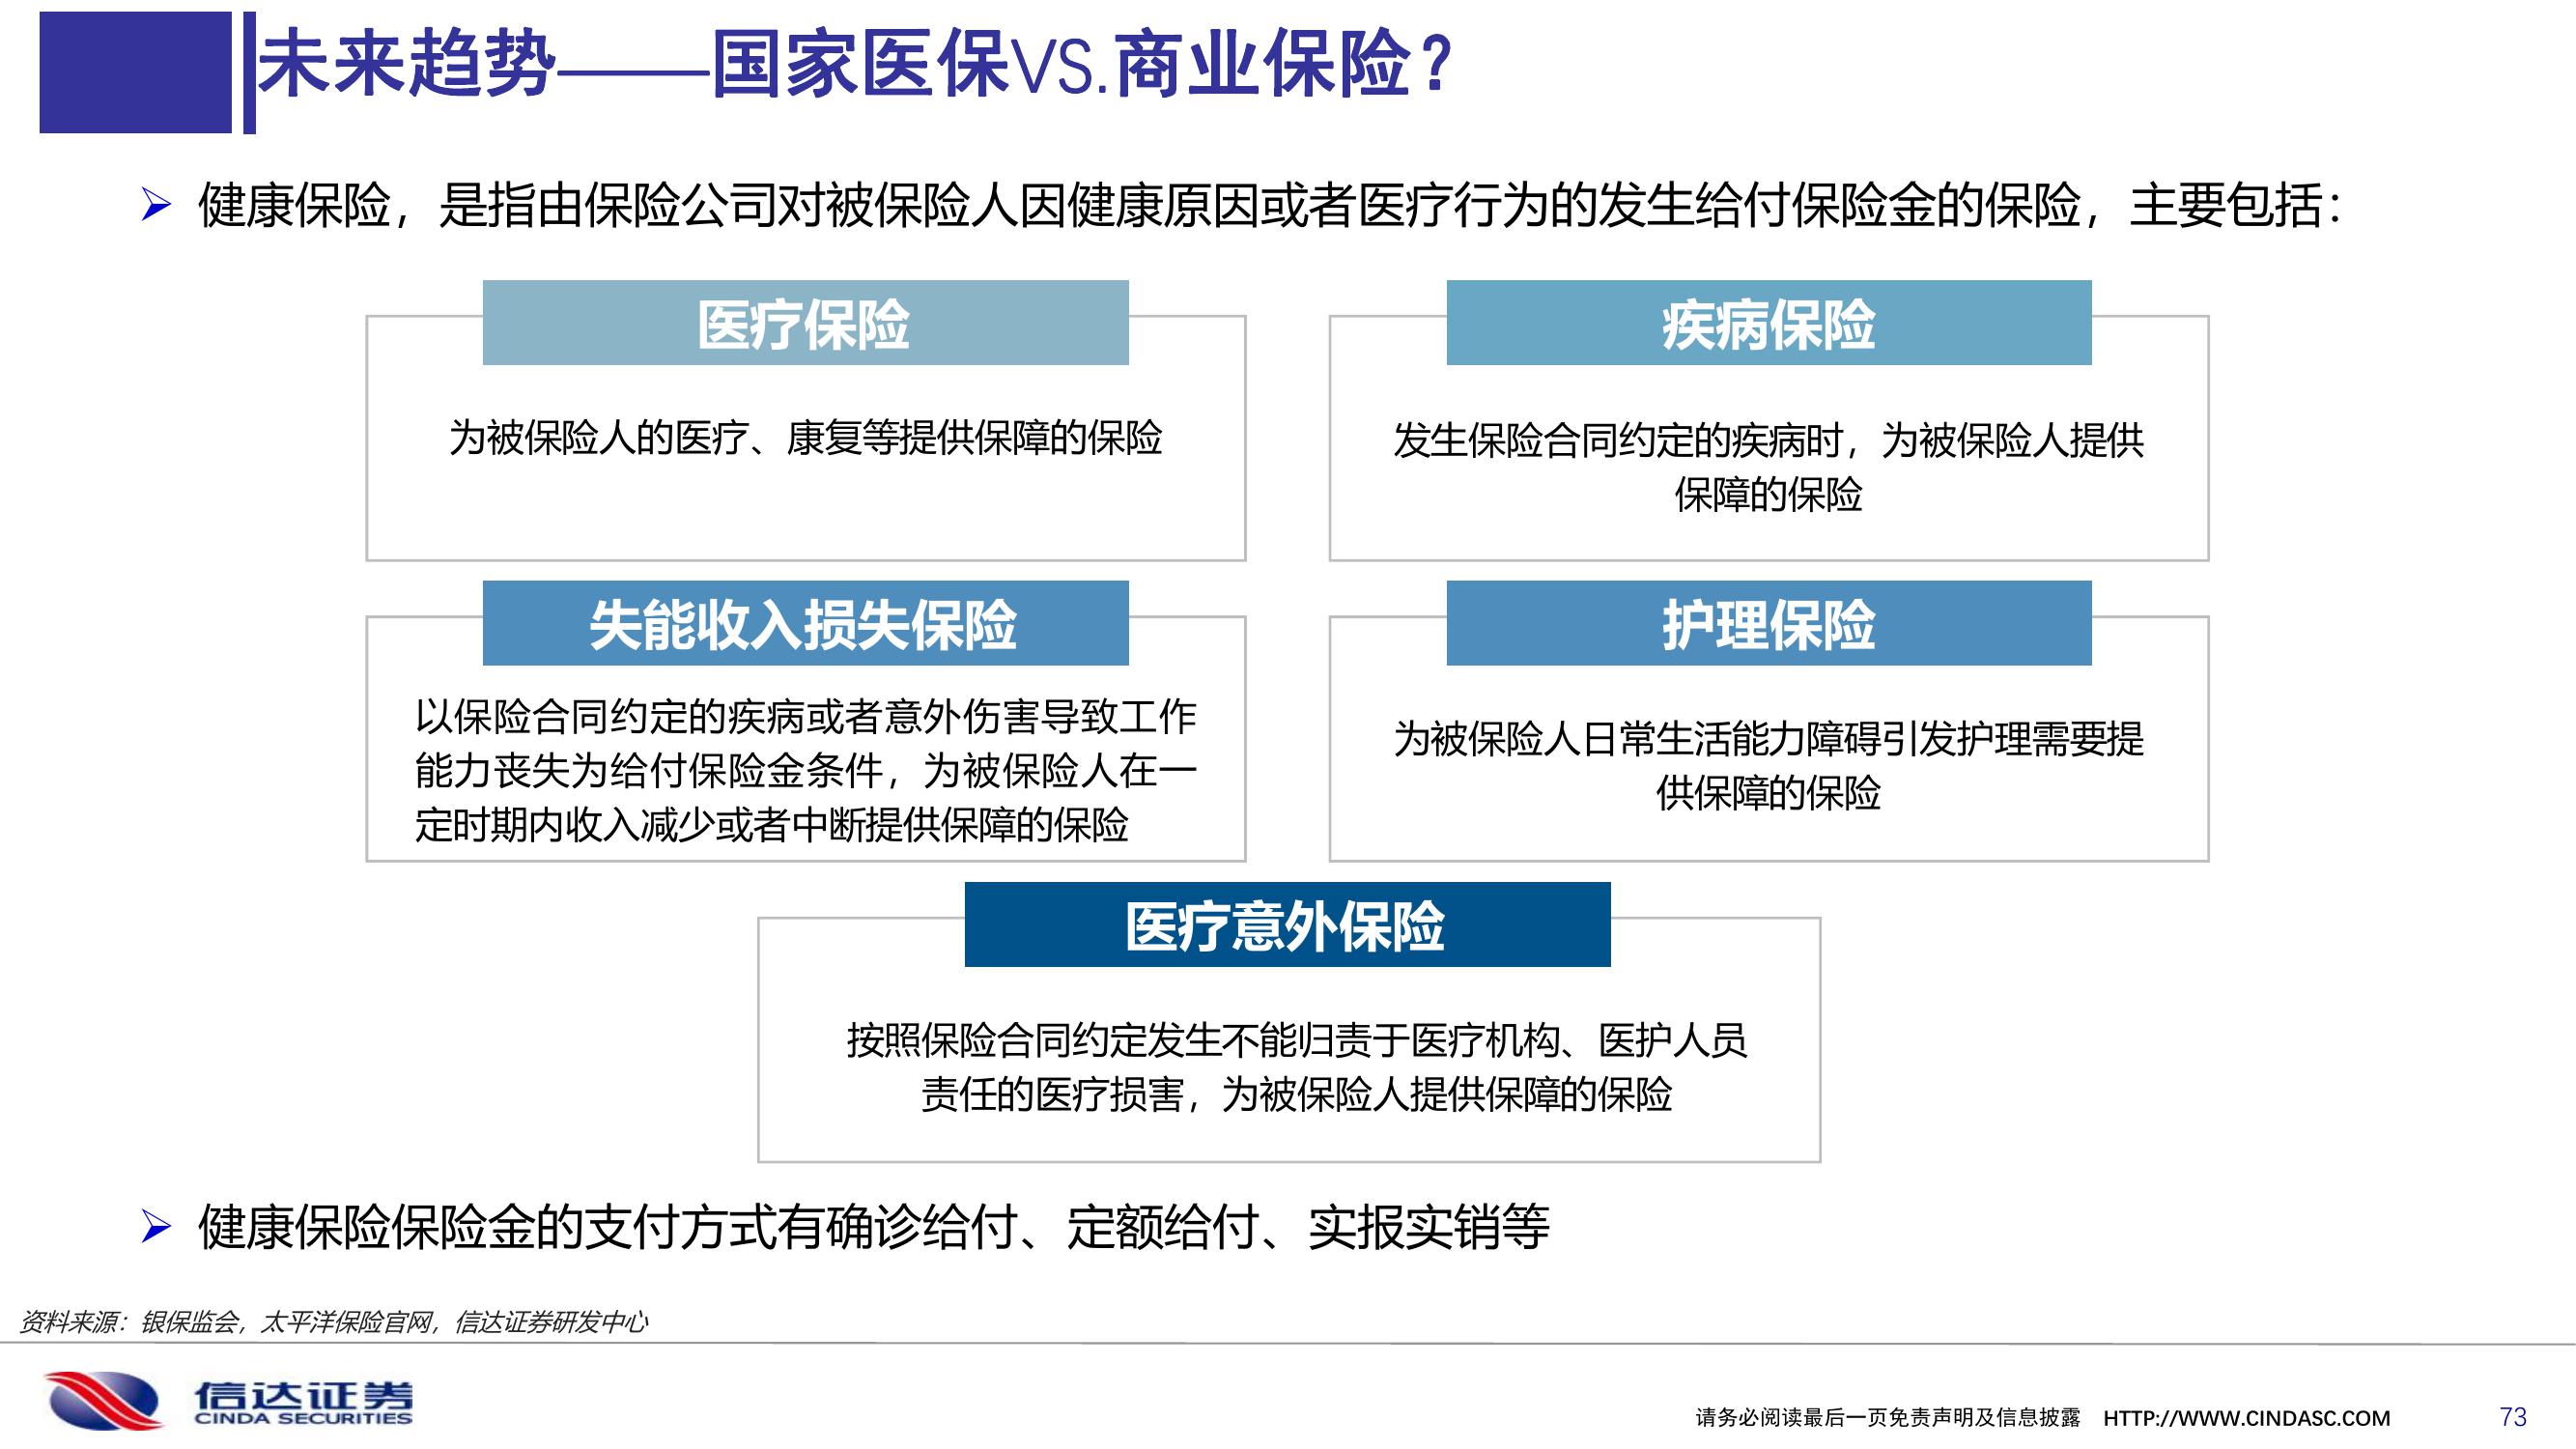 未来趋势——国家医保VS.商业保险？
健康保险，是指由保险公司对被保险人因健康原因或者医疗行为的发生给付保险金的保险，主要包括：
医疗保险
为被保险人的医疗、康复等提供保障的保险
疾病保险
发生保险合同约定的疾病时，为被保险人提供
保障的保险
失能收入损失保险
以保险合同约定的疾病或者意外伤害导致工作
能力丧失为给付保险金条件，为被保险人在一
定时期内收入减少或者中断提供保障的保险
护理保险
为被保险人日常生活能力障碍引发护理需要提
供保障的保险
医疗意外保险
按照保险合同约定发生不能归责于医疗机构、医护人员
责任的医疗损害，为被保险人提供保障的保险
健康保险保险金的支付方式有确诊给付、定额给付、实报实销等
资料来源：银保监会，太平洋保险官网，信达证券研发中心
信达证券
CINDA SECURITIES
请务必阅读最后一页免责声明及信息披露 HTTP://WWW.CINDASC.COM 73